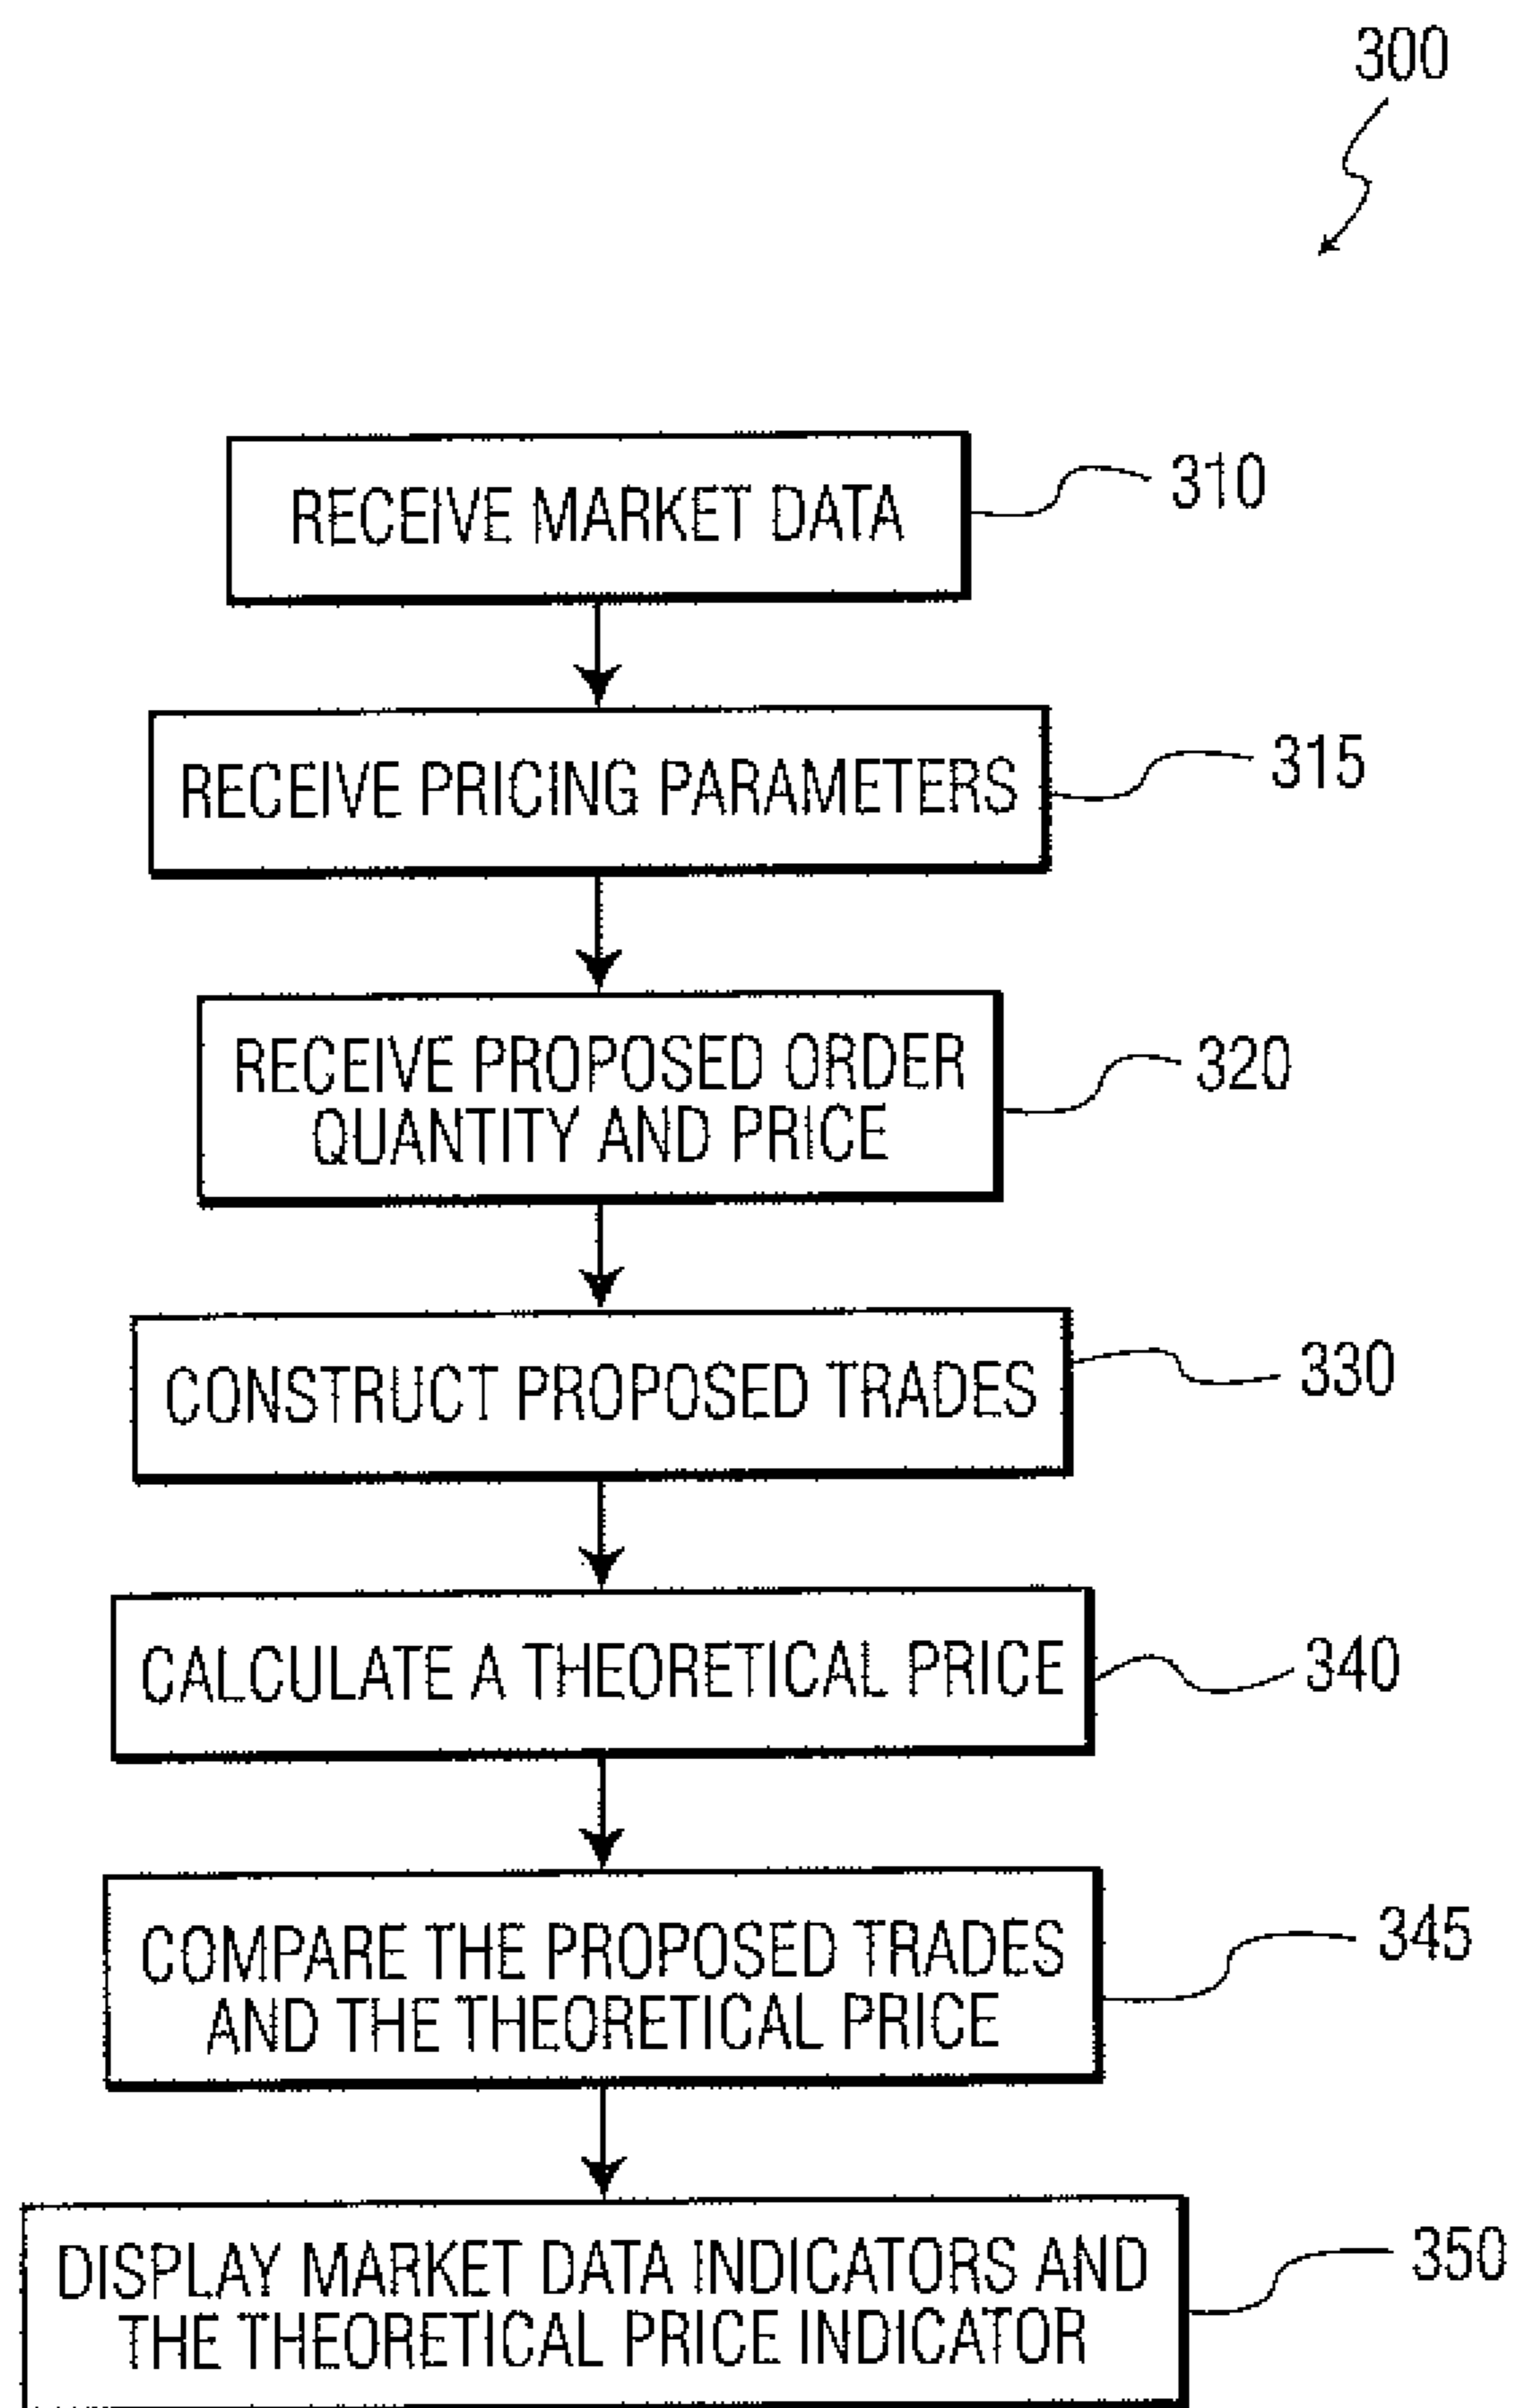 300
RECEIVE MARKET DATA
310
RECEIVE PRICING PARAMETERS
315
RECEIVE PROPOSED ORDER
QUANTITY AND PRICE
320
CONSTRUCT PROPOSED TRADES
330
CALCULATE A THEORETICAL PRICE
340
COMPARE THE PROPOSED TRADES
AND THE THEORETICAL PRICE
345
DISPLAY MARKET DATA INDICATORS AND
THE THEORETICAL PRICE INDICATOR
350